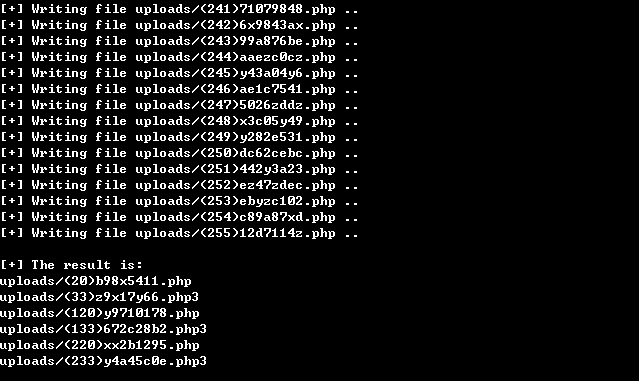 [+] Writing file uploads/(241)71079848.php ..
[+] Writing file uploads/(242)6x9843ax.php ..
[+] Writing file uploads/(243)99a876be.php ..
[+] Writing file uploads/(244)aaezc0cz.php ..
[+] Writing file uploads/(245)y43a04y6.php ..
[+] Writing file uploads/(246)ae1c7541.php ..
[+] Writing file uploads/(247)5026zddz.php ..
[+] Writing file uploads/(248)x3c05y49.php ..
[+] Writing file uploads/(249)y282e531.php ..
[+] Writing file uploads/(250)dc62cebc.php ..
[+] Writing file uploads/(251)442y3a23.php ..
[+] Writing file uploads/(252)ez47zdec.php ..
[+] Writing file uploads/(253)ebyzc102.php ..
[+] Writing file uploads/(254)c89a87xd.php ..
[+] Writing file uploads/(255)12d7114z.php ..
[+] The result is:
uploads/(20)b98x5411.php
uploads/(33)z9x17y66.php3
uploads/(120)y9710178.php
uploads/(133)672c28b2.php3
uploads/(220)xx2b1295.php
uploads/(233)y4a45c0e.php3